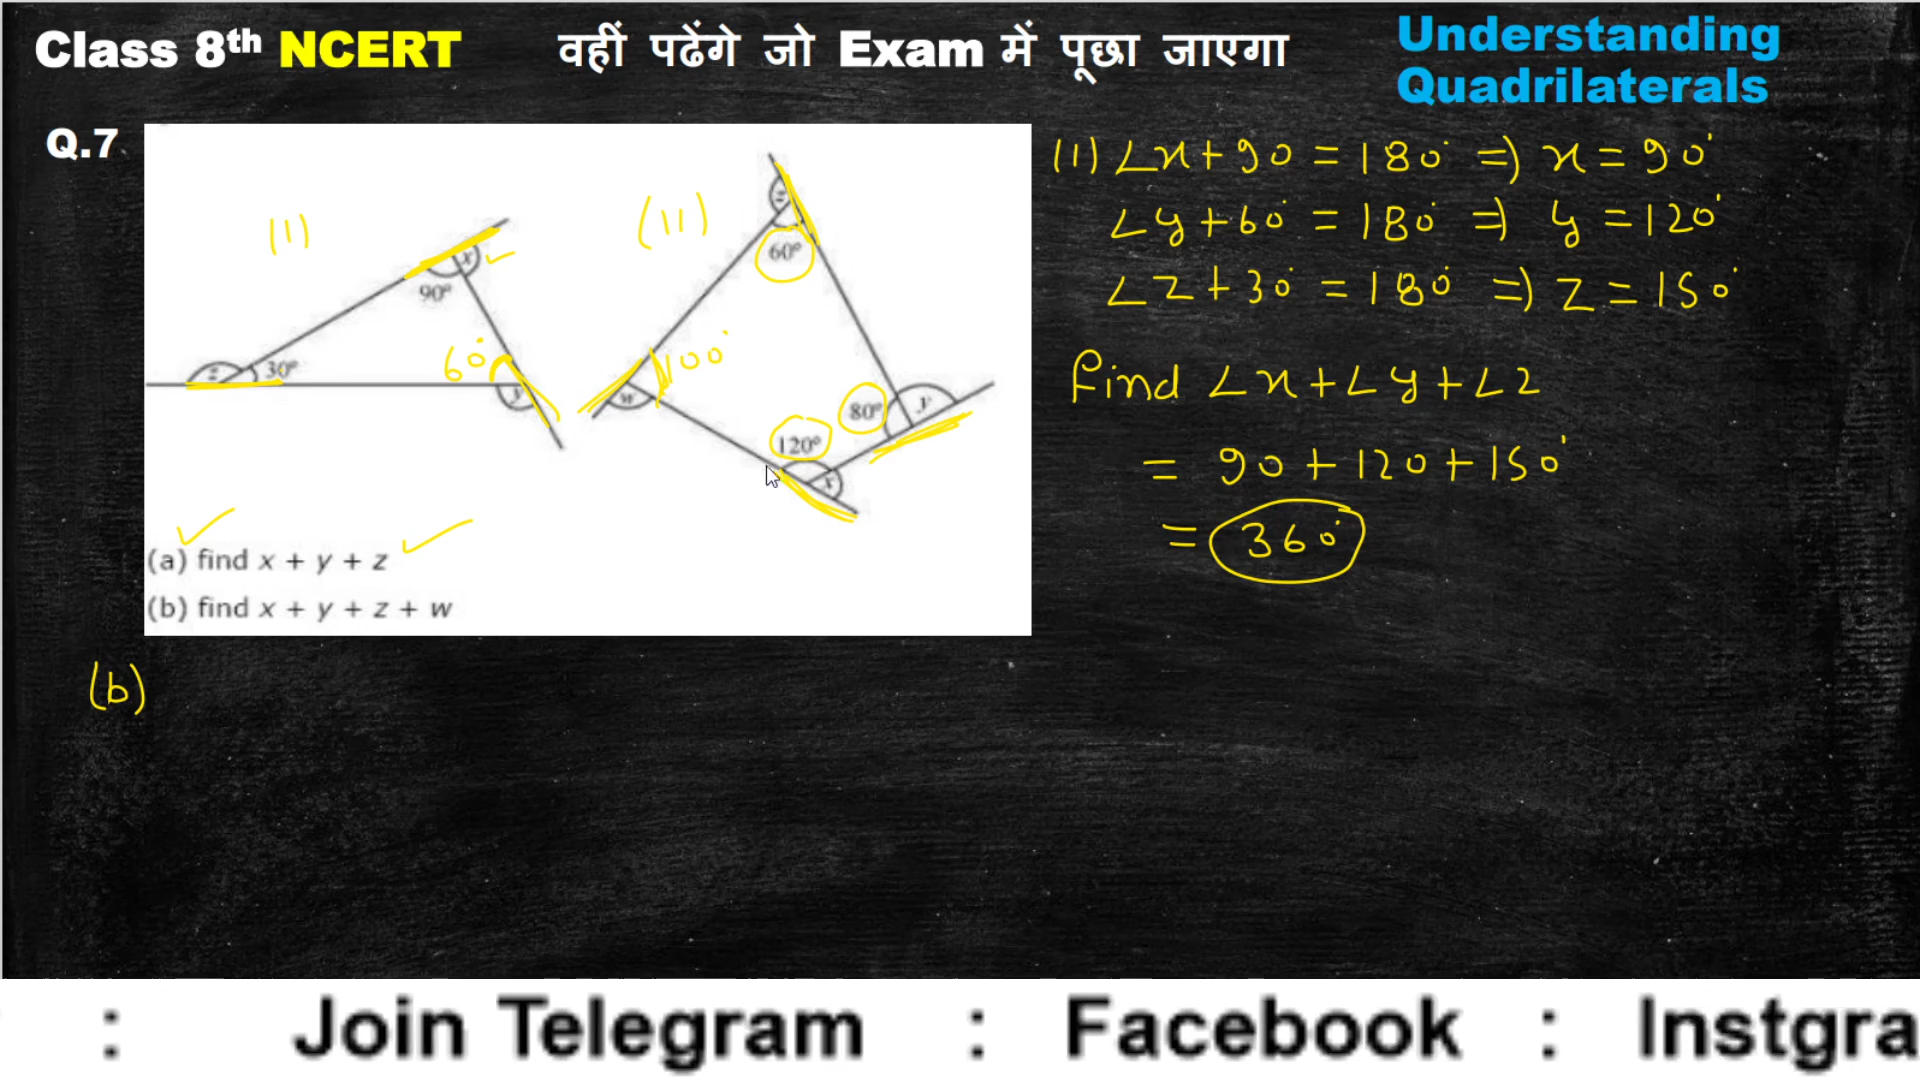 Class 8th NCERT वहीं पढेंगे जो Exam में पूछा जाएगा
Understanding
Quadrilaterals
Q.7
(I)
x
90°
30°
z
60°
y
(II)
z
60°
100°
w
80°
y
120°
x
(a) find x + y + z
(b) find x + y + z + w
(I) ∠x + 90 = 180° ⇒ x = 90°
∠y + 60° = 180° ⇒ y = 120°
∠z + 30° = 180° ⇒ z = 150°
find ∠x + ∠y + ∠z
= 90 + 120 + 150°
= 360°
(b)
: Join Telegram : Facebook : Instgra